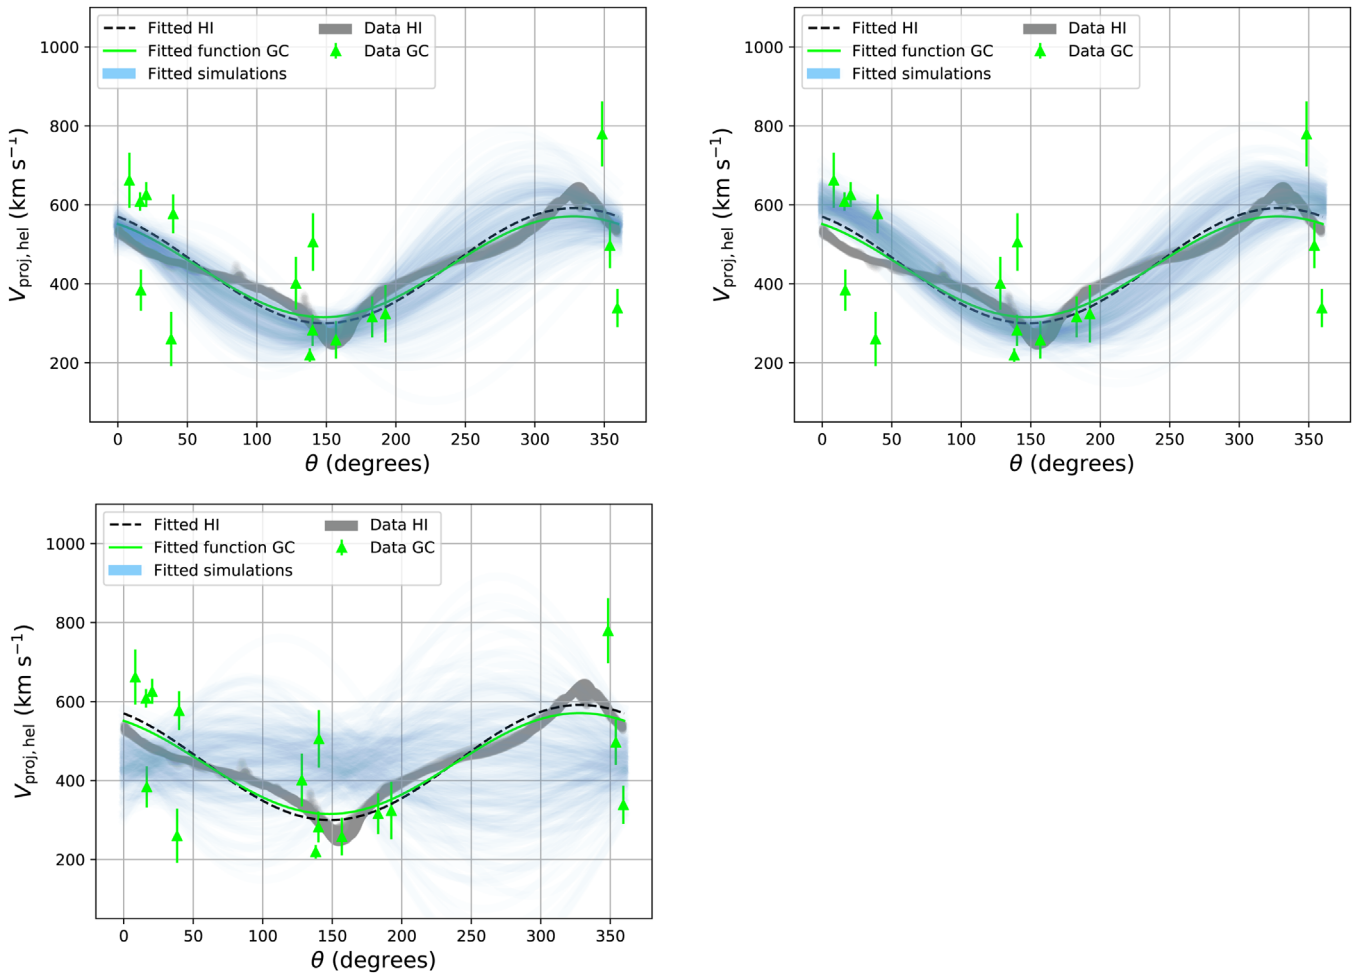 Fitted HI
Data HI
Fitted function GC
Data GC
Fitted simulations
1000
800
600
400
200
V_proj, hel (km s⁻¹)
0 50 100 150 200 250 300 350
θ (degrees)
Fitted HI
Data HI
Fitted function GC
Data GC
Fitted simulations
1000
800
600
400
200
V_proj, hel (km s⁻¹)
0 50 100 150 200 250 300 350
θ (degrees)
Fitted HI
Data HI
Fitted function GC
Data GC
Fitted simulations
1000
800
600
400
200
V_proj, hel (km s⁻¹)
0 50 100 150 200 250 300 350
θ (degrees)